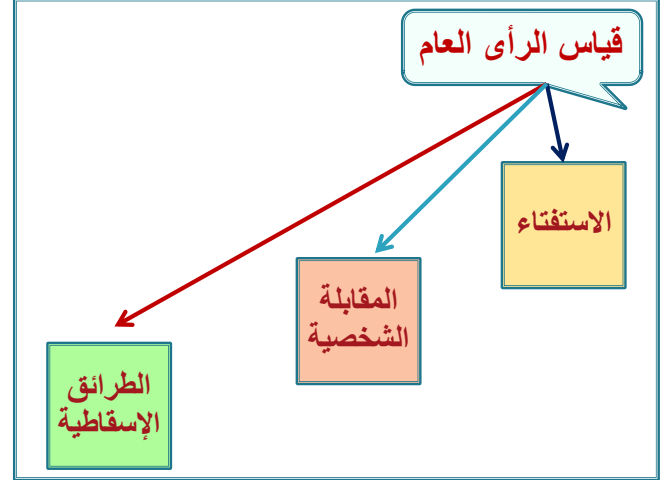 قياس الرأى العام
الاستفتاء
المقابلة
الشخصية
الطرائق
الإسقاطية